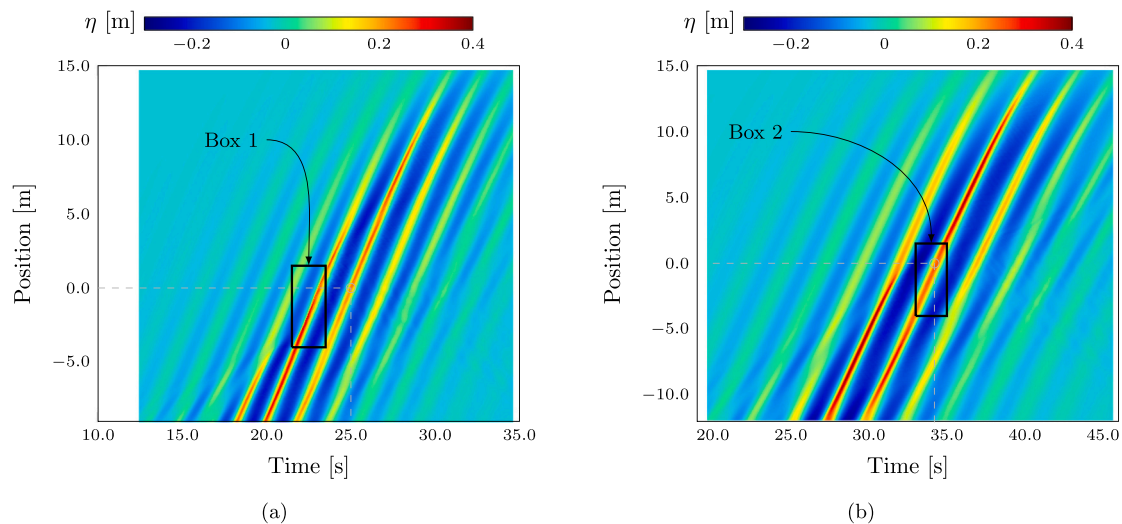 η [m]
−0.2 0 0.2 0.4
15.0
10.0
5.0
0.0
−5.0
Position [m]
Box 1
10.0 15.0 20.0 25.0 30.0 35.0
Time [s]
(a)
η [m]
−0.2 0 0.2 0.4
15.0
10.0
5.0
0.0
−5.0
−10.0
Position [m]
Box 2
20.0 25.0 30.0 35.0 40.0 45.0
Time [s]
(b)